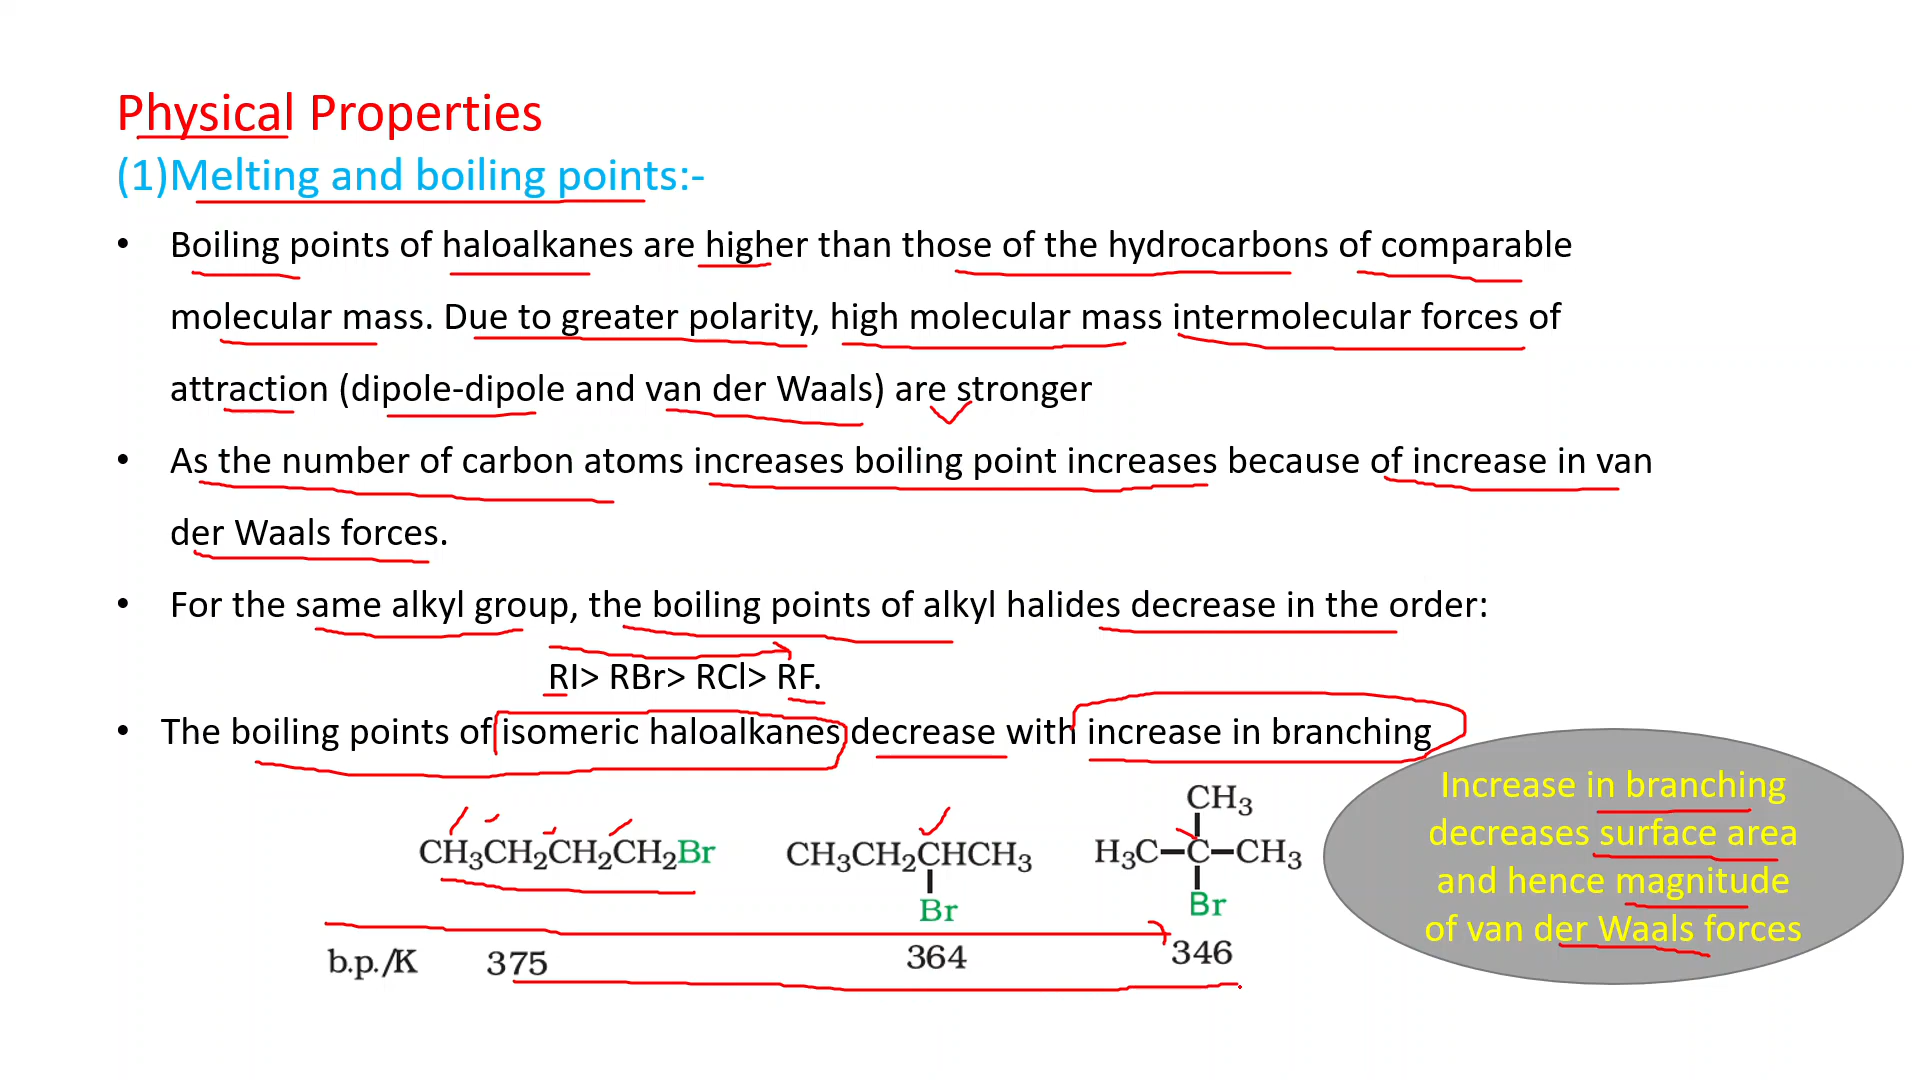 Physical Properties
(1)Melting and boiling points:-
• Boiling points of haloalkanes are higher than those of the hydrocarbons of comparable
molecular mass. Due to greater polarity, high molecular mass intermolecular forces of
attraction (dipole-dipole and van der Waals) are stronger
• As the number of carbon atoms increases boiling point increases because of increase in van
der Waals forces.
• For the same alkyl group, the boiling points of alkyl halides decrease in the order:
RI> RBr> RCl> RF.
• The boiling points of isomeric haloalkanes decrease with increase in branching
CH₃
CH₃CH₂CH₂CH₂Br CH₃CH₂CHCH₃ H₃C–C–CH₃
Br Br
b.p./K 375 364 346
Increase in branching
decreases surface area
and hence magnitude
of van der Waals forces